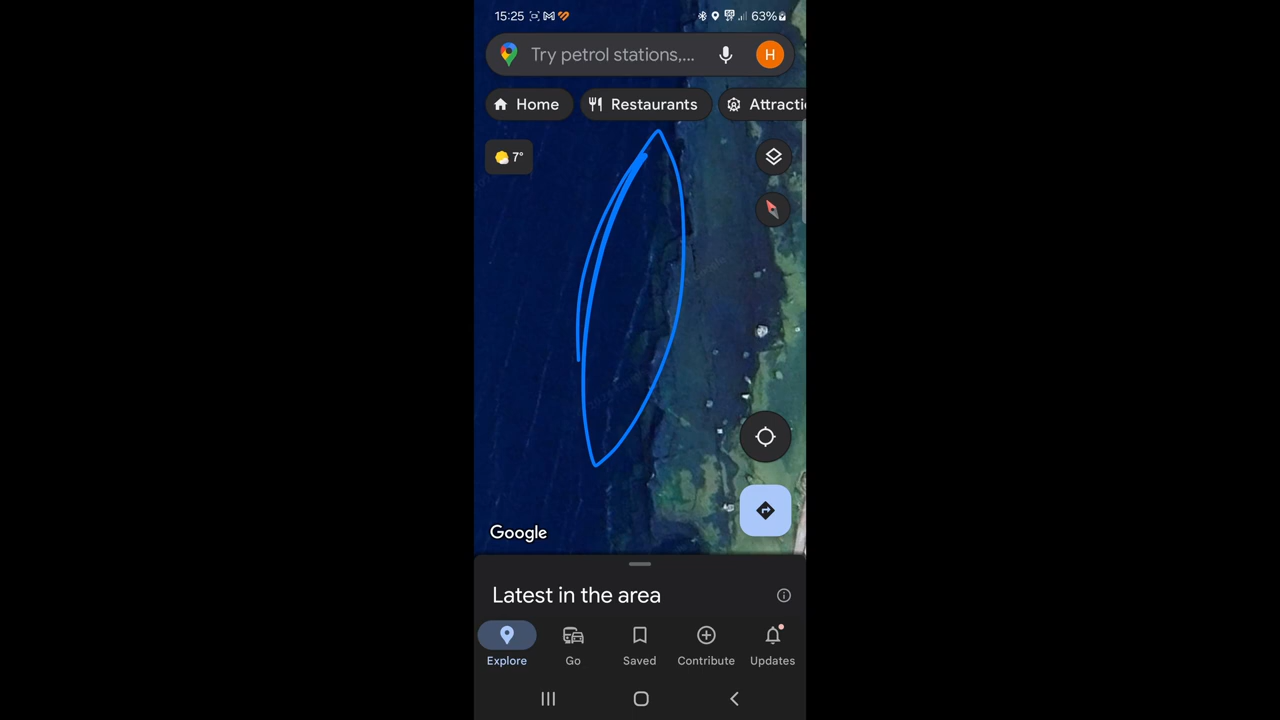 15:25 63%
Try petrol stations,... H
Home Restaurants Attracti
7°
Google
Latest in the area
Explore Go Saved Contribute Updates